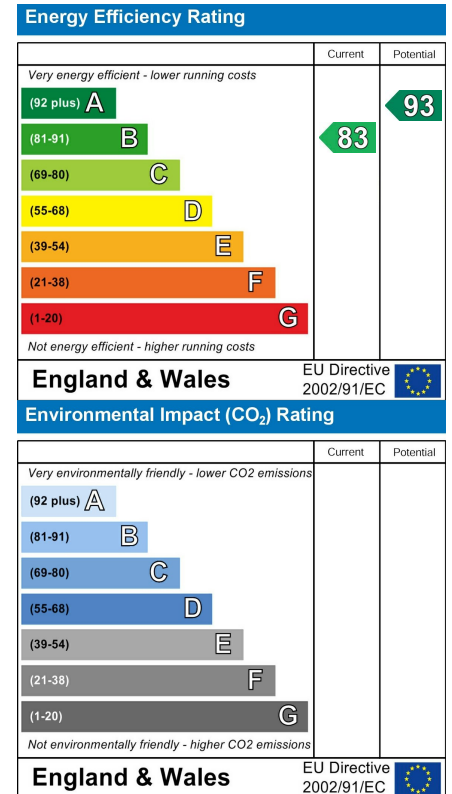 Energy Efficiency Rating
Current Potential
Very energy efficient - lower running costs
(92 plus) A
93
(81-91) B
83
(69-80) C
(55-68) D
(39-54) E
(21-38) F
(1-20) G
Not energy efficient - higher running costs
England & Wales
EU Directive
2002/91/EC
Environmental Impact (CO₂) Rating
Current Potential
Very environmentally friendly - lower CO2 emissions
(92 plus) A
(81-91) B
(69-80) C
(55-68) D
(39-54) E
(21-38) F
(1-20) G
Not environmentally friendly - higher CO2 emissions
England & Wales
EU Directive
2002/91/EC